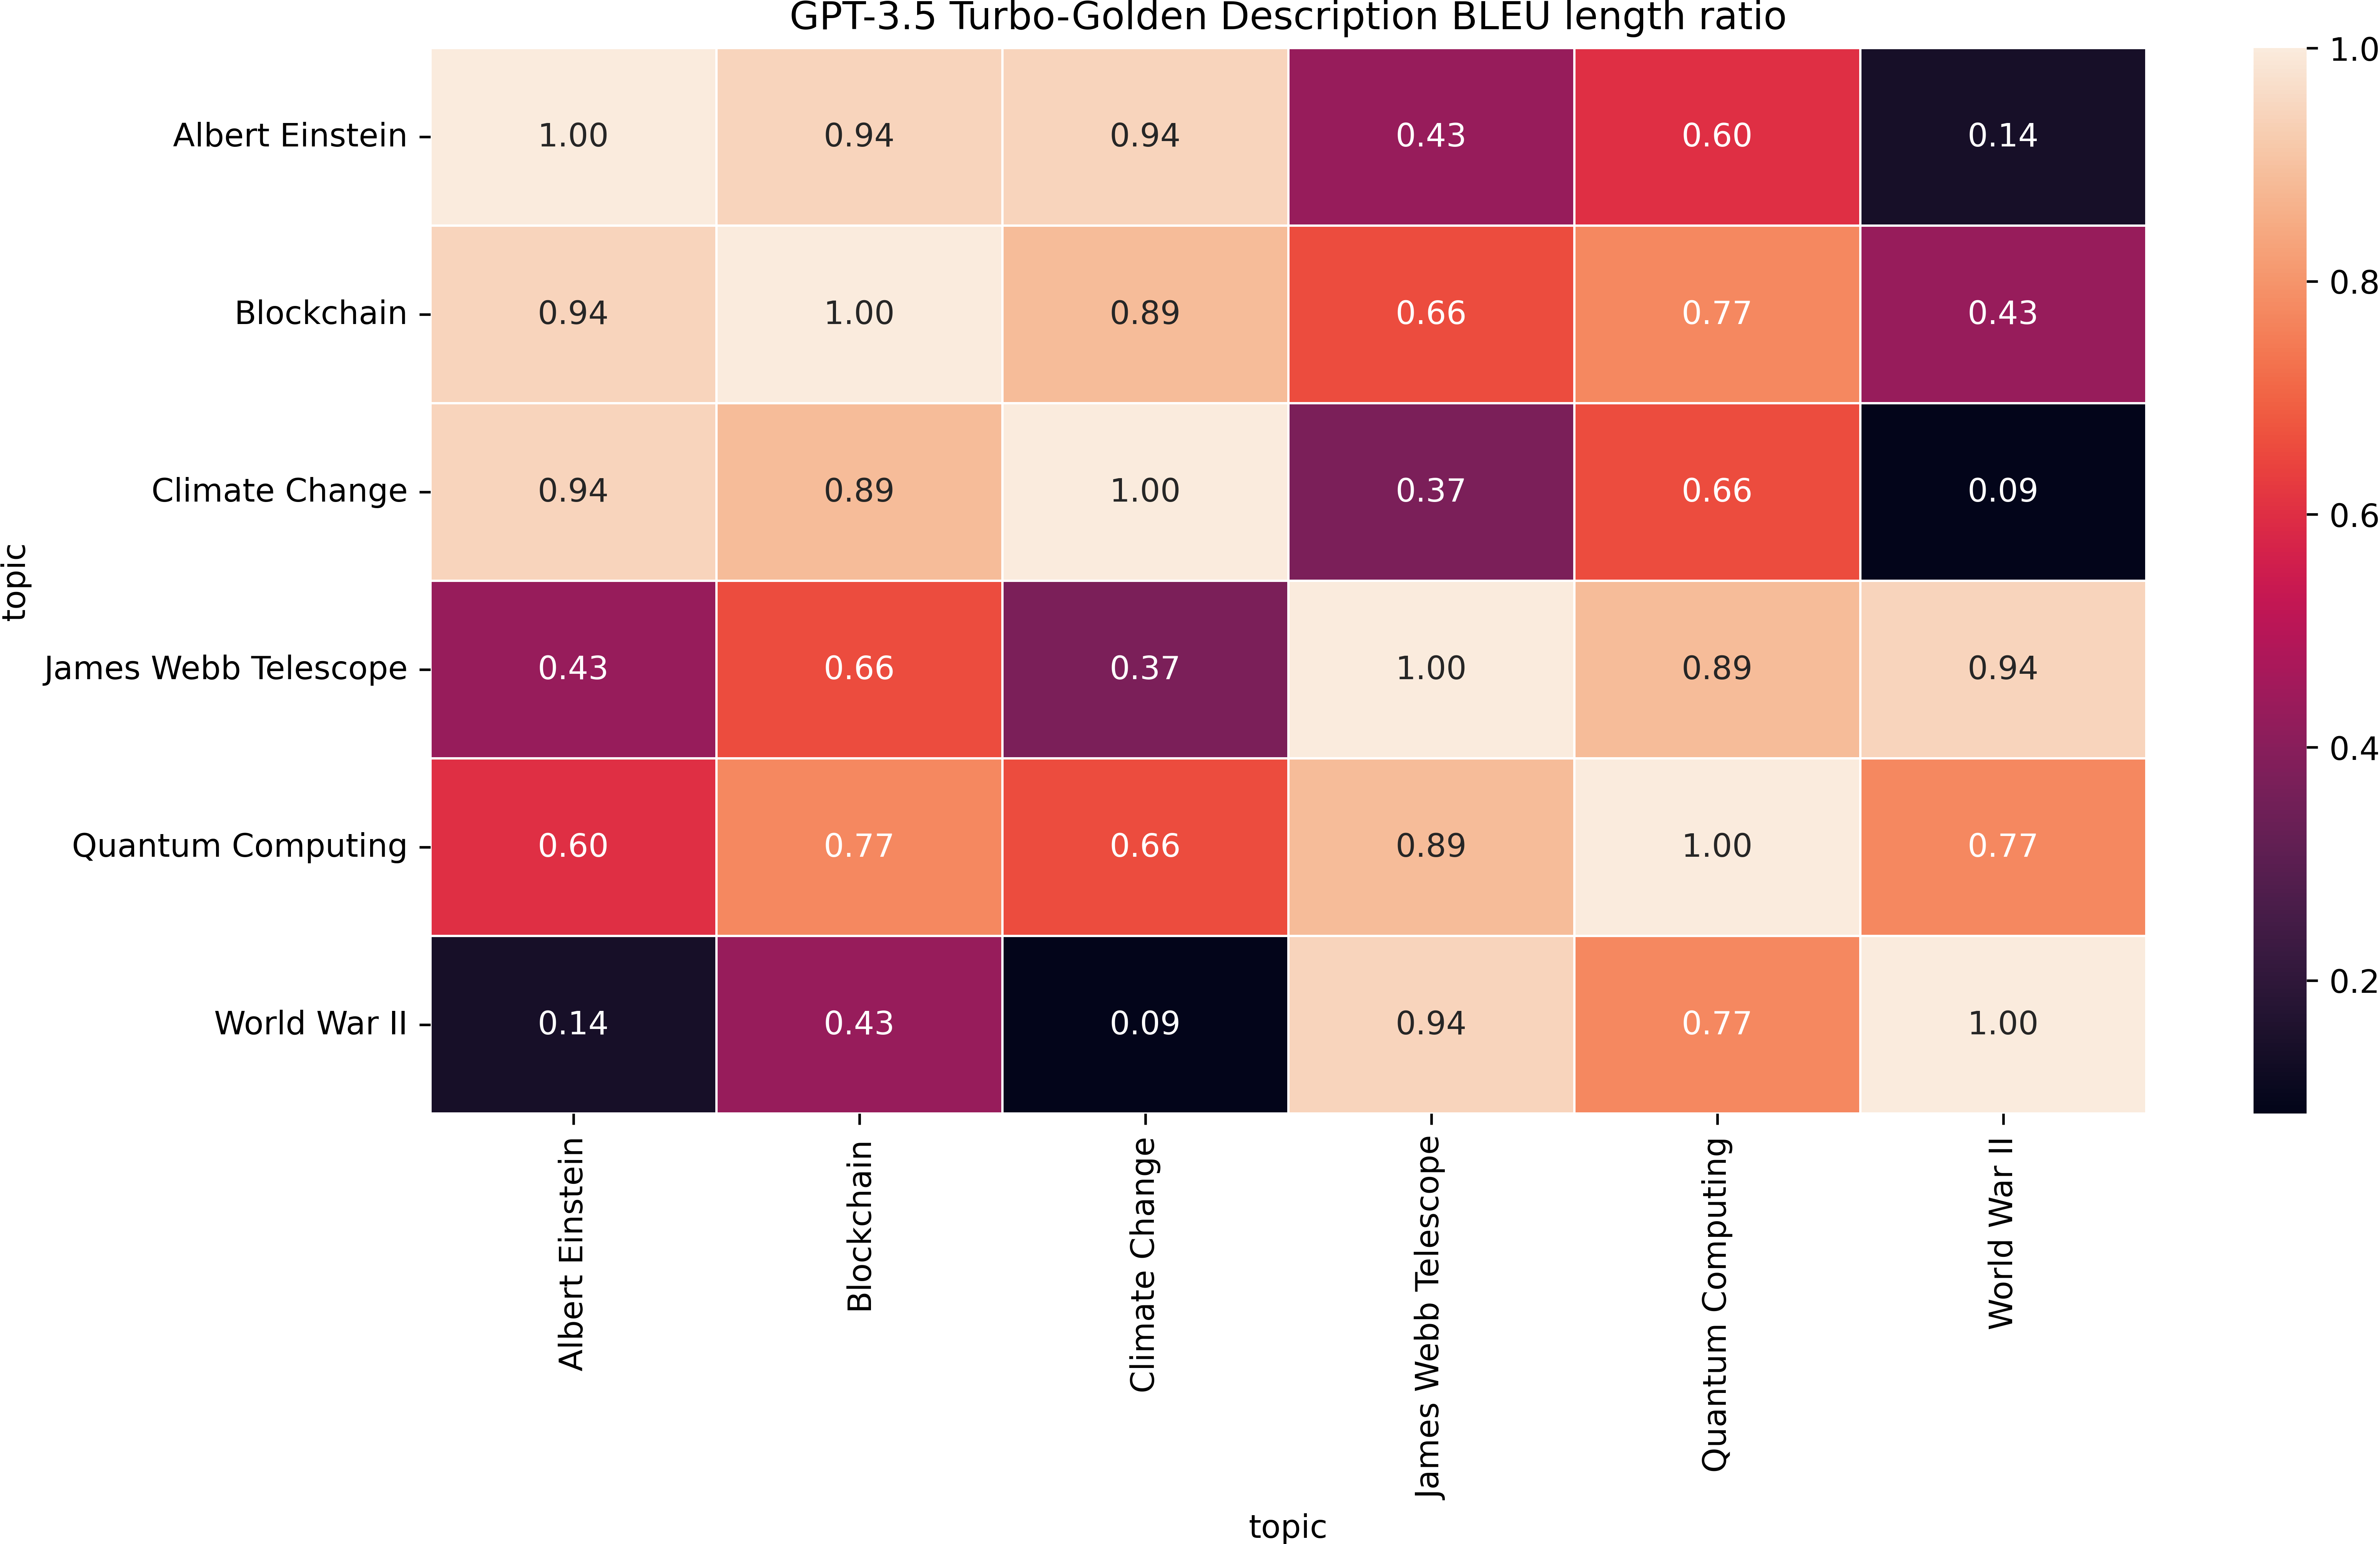 GPT-3.5 Turbo-Golden Description BLEU length ratio
topic
Albert Einstein 1.00 0.94 0.94 0.43 0.60 0.14
Blockchain 0.94 1.00 0.89 0.66 0.77 0.43
Climate Change 0.94 0.89 1.00 0.37 0.66 0.09
James Webb Telescope 0.43 0.66 0.37 1.00 0.89 0.94
Quantum Computing 0.60 0.77 0.66 0.89 1.00 0.77
World War II 0.14 0.43 0.09 0.94 0.77 1.00
Albert Einstein
Blockchain
Climate Change
James Webb Telescope
Quantum Computing
World War II
topic
1.0
0.8
0.6
0.4
0.2